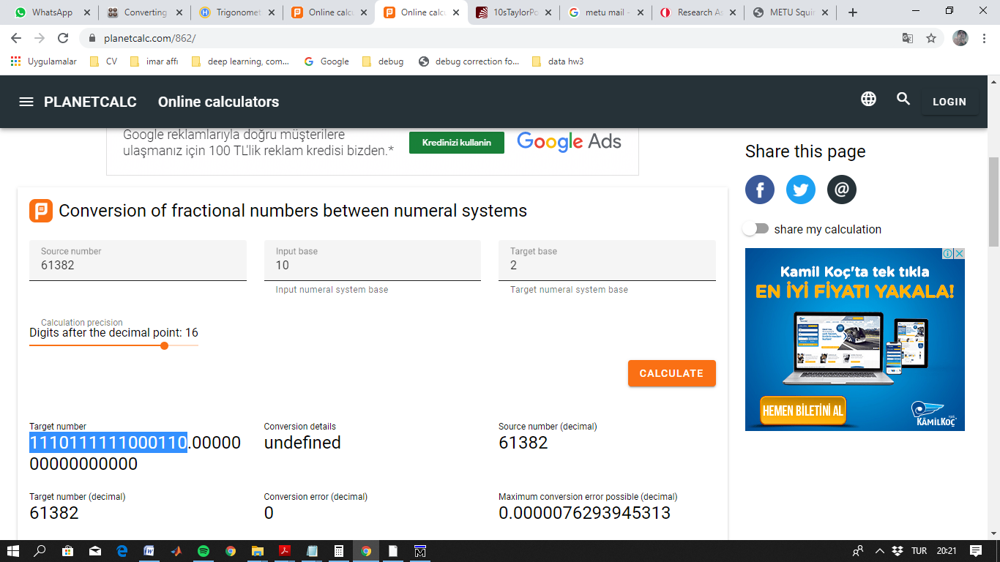 WhatsApp
Converting
Trigonomet
Online calcu
Online calcu
10sTaylorPo
metu mail -
Research As
METU Squir
planetcalc.com/862/
Uygulamalar
CV
imar affı
deep learning, com...
Google
debug
debug correction fo...
data hw3
PLANETCALC Online calculators
LOGIN
Google reklamlarıyla doğru müşterilere
ulaşmanız için 100 TL'lik reklam kredisi bizden.*
Kredinizi kullanin
Google Ads
Share this page
share my calculation
Conversion of fractional numbers between numeral systems
Source number
61382
Input base
10
Input numeral system base
Target base
2
Target numeral system base
Calculation precision
Digits after the decimal point: 16
CALCULATE
Target number
1110111111000110.00000
00000000000
Conversion details
undefined
Source number (decimal)
61382
Target number (decimal)
61382
Conversion error (decimal)
0
Maximum conversion error possible (decimal)
0.0000076293945313
Kamil Koç'ta tek tıkla
EN İYİ FİYATI YAKALA!
HEMEN BİLETİNİ AL
KâmilKoç
TUR
20:21